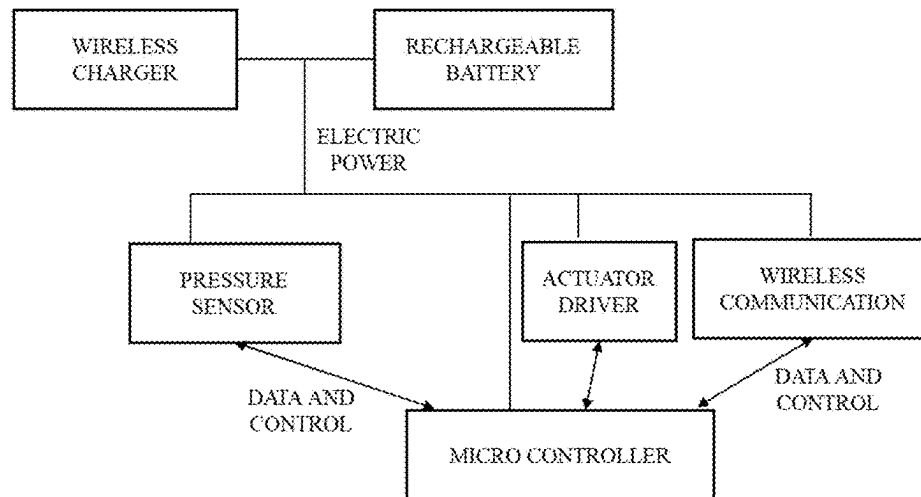 WIRELESS
CHARGER
RECHARGEABLE
BATTERY
ELECTRIC
POWER
PRESSURE
SENSOR
ACTUATOR
DRIVER
WIRELESS
COMMUNICATION
DATA AND
CONTROL
DATA AND
CONTROL
MICRO CONTROLLER